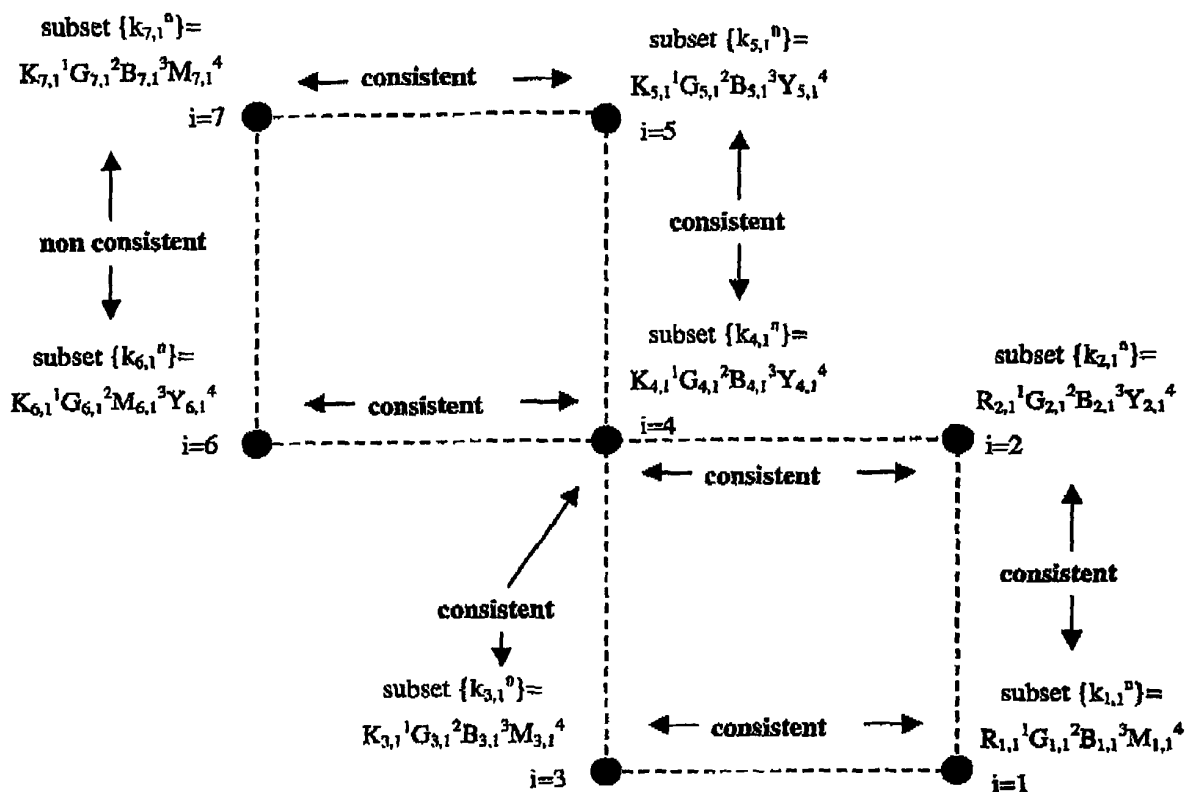 subset {k₇,₁ⁿ}=
K₇,₁¹G₇,₁²B₇,₁³M₇,₁⁴
i=7
consistent
subset {k₅,₁ⁿ}=
K₅,₁¹G₅,₁²B₅,₁³Y₅,₁⁴
i=5
non consistent
consistent
subset {k₆,₁ⁿ}=
K₆,₁¹G₆,₁²M₆,₁³Y₆,₁⁴
i=6
consistent
subset {k₄,₁ⁿ}=
K₄,₁¹G₄,₁²B₄,₁³Y₄,₁⁴
i=4
subset {k₂,₁ⁿ}=
R₂,₁¹G₂,₁²B₂,₁³Y₂,₁⁴
i=2
consistent
consistent
consistent
subset {k₃,₁ⁿ}=
K₃,₁¹G₃,₁²B₃,₁³M₃,₁⁴
i=3
consistent
subset {k₁,₁ⁿ}=
R₁,₁¹G₁,₁²B₁,₁³M₁,₁⁴
i=1